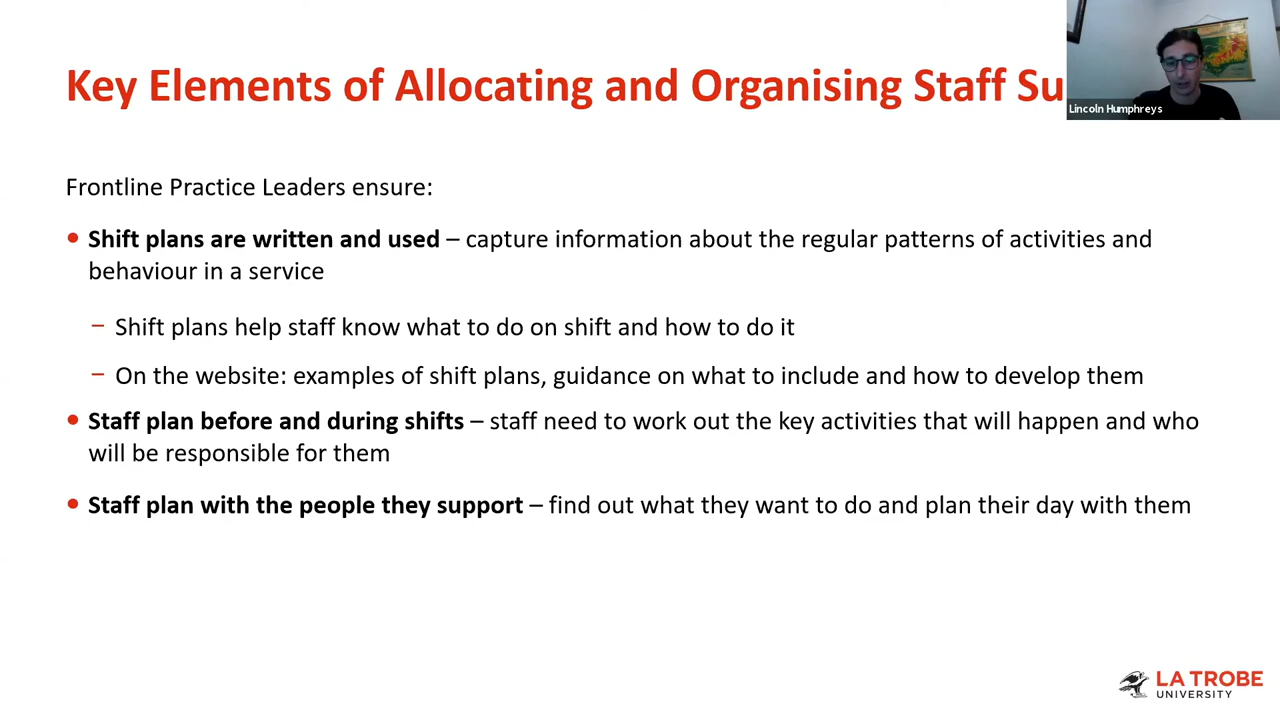 Key Elements of Allocating and Organising Staff Su
Lincoln Humphreys
Frontline Practice Leaders ensure:
• Shift plans are written and used – capture information about the regular patterns of activities and
behaviour in a service
– Shift plans help staff know what to do on shift and how to do it
– On the website: examples of shift plans, guidance on what to include and how to develop them
• Staff plan before and during shifts – staff need to work out the key activities that will happen and who
will be responsible for them
• Staff plan with the people they support – find out what they want to do and plan their day with them
LA TROBE
UNIVERSITY